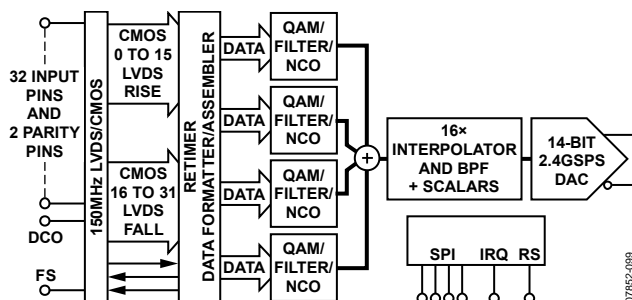 32 INPUT
PINS
AND
2 PARITY
PINS
DCO
FS
150MHz LVDS/CMOS
CMOS
0 TO 15
LVDS
RISE
CMOS
16 TO 31
LVDS
FALL
RETIMER
DATA FORMATTER/ASSEMBLER
DATA
QAM/
FILTER/
NCO
DATA
QAM/
FILTER/
NCO
DATA
QAM/
FILTER/
NCO
DATA
QAM/
FILTER/
NCO
+
16×
INTERPOLATOR
AND BPF
+ SCALARS
14-BIT
2.4GSPS
DAC
SPI IRQ RS
07852-099